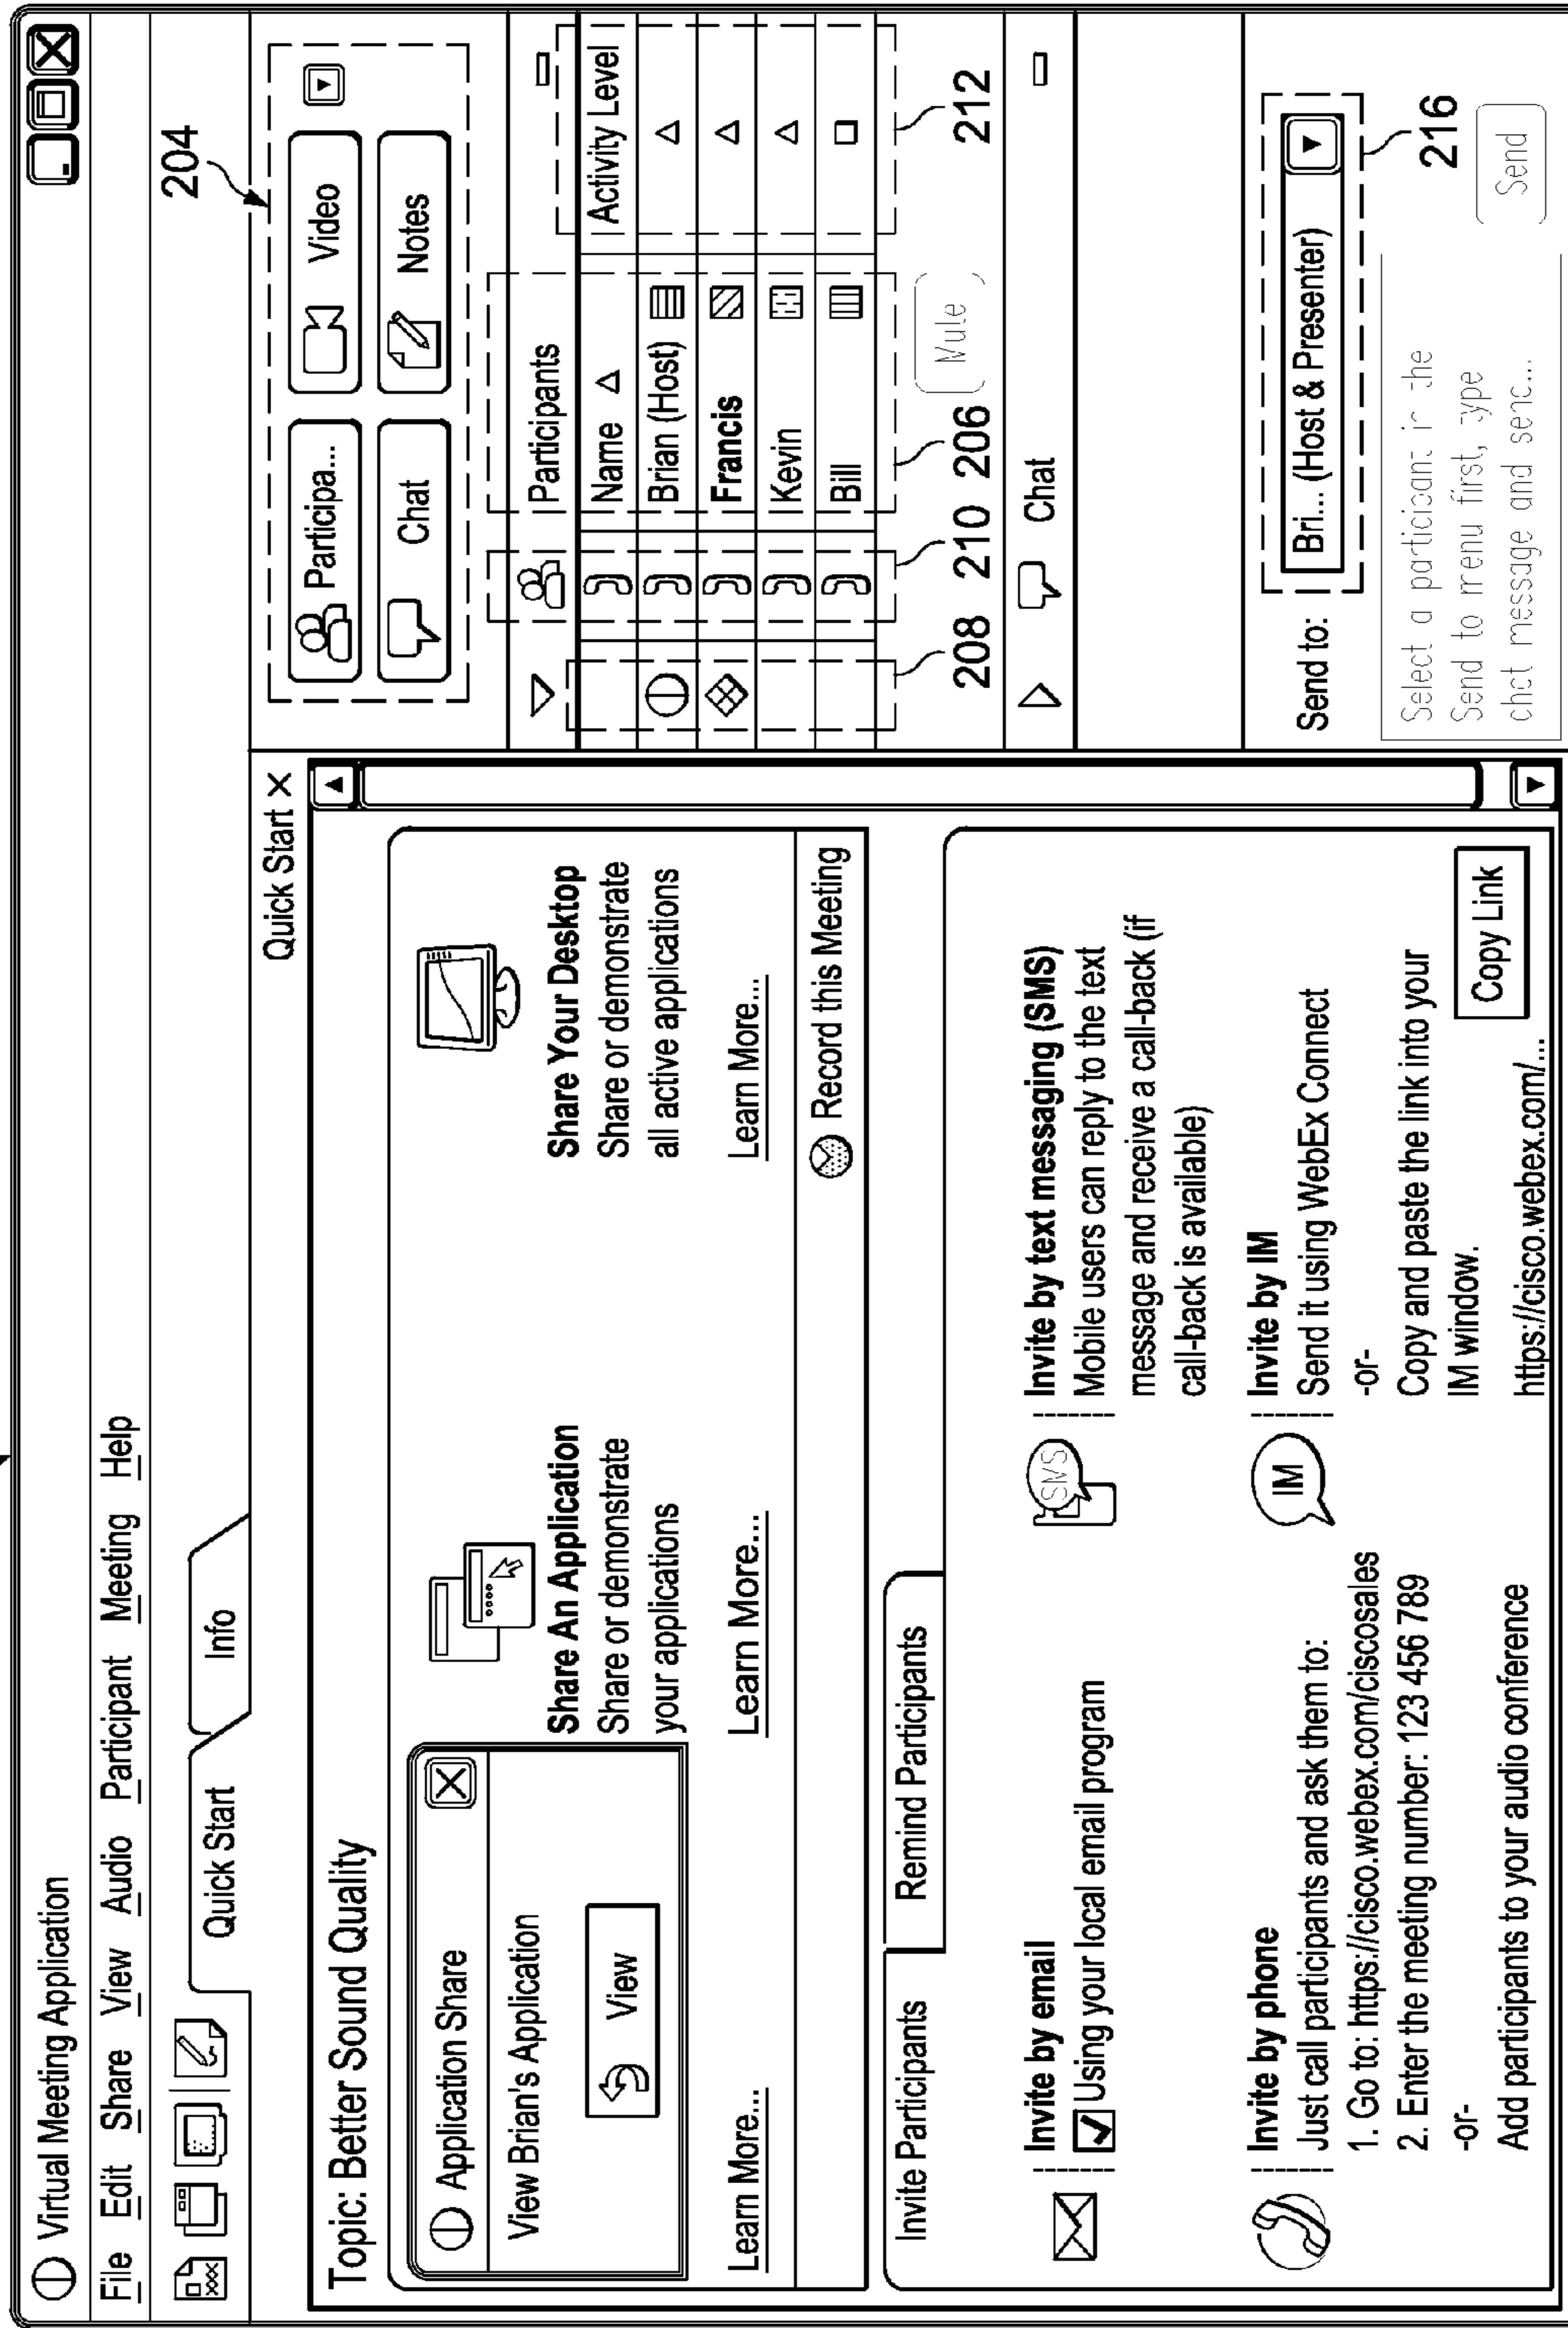 Virtual Meeting Application
File Edit Share View Audio Participant Meeting Help
Quick Start
Info
Quick Start X
204
Participa...
Video
Chat
Notes
Topic: Better Sound Quality
Application Share
View Brian's Application
View
Learn More...
Share An Application
Share or demonstrate
your applications
Learn More...
Share Your Desktop
Share or demonstrate
all active applications
Learn More...
Record this Meeting
Participants
Name
Activity Level
Brian (Host)
Francis
Kevin
Bill
Mute
208 210 206 212
Invite Participants
Remind Participants
Invite by email
Using your local email program
Invite by phone
Just call participants and ask them to:
1. Go to: https://cisco.webex.com/ciscosales
2. Enter the meeting number: 123 456 789
-or-
Add participants to your audio conference
SMS
Invite by text messaging (SMS)
Mobile users can reply to the text
message and receive a call-back (if
call-back is available)
IM
Invite by IM
Send it using WebEx Connect
-or-
Copy and paste the link into your
IM window.
https://cisco.webex.com/...
Copy Link
Chat
Send to:
Bri... (Host & Presenter)
216
Select a participant in the
Send to menu first, type
chat message and send...
Send